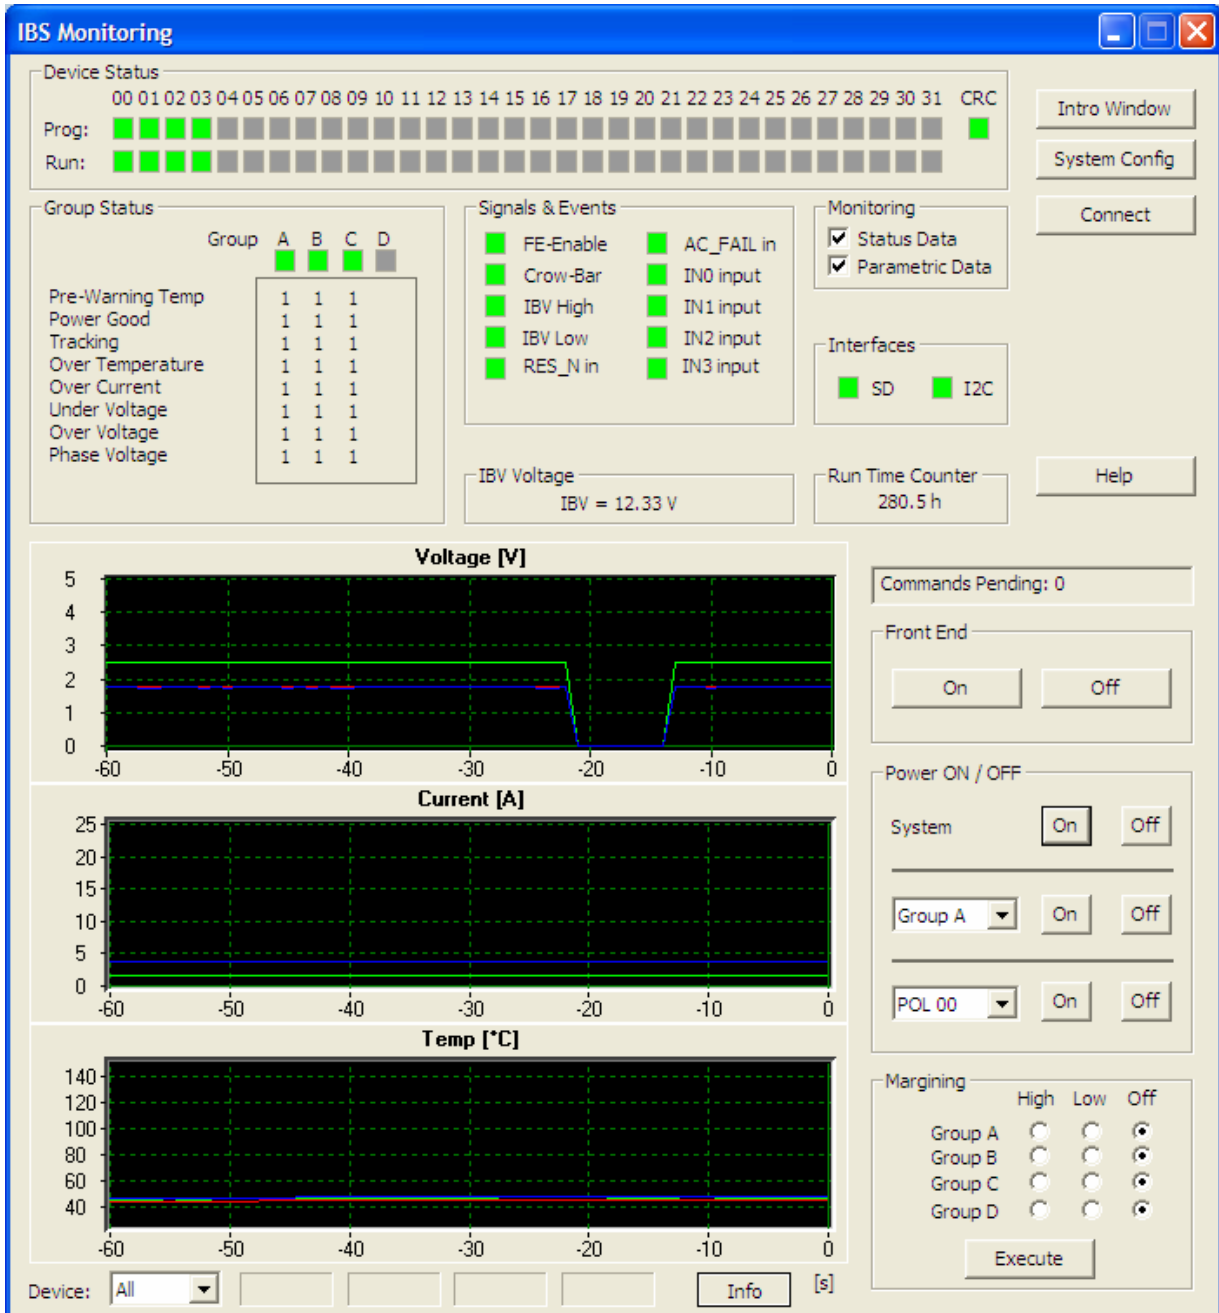 IBS Monitoring
Device Status
00 01 02 03 04 05 06 07 08 09 10 11 12 13 14 15 16 17 18 19 20 21 22 23 24 25 26 27 28 29 30 31 CRC
Prog:
Run:
Intro Window
System Config
Connect
Help
Group Status
Group A B C D
Pre-Warning Temp 1 1 1
Power Good 1 1 1
Tracking 1 1 1
Over Temperature 1 1 1
Over Current 1 1 1
Under Voltage 1 1 1
Over Voltage 1 1 1
Phase Voltage 1 1 1
Signals & Events
FE-Enable AC_FAIL in
Crow-Bar IN0 input
IBV High IN1 input
IBV Low IN2 input
RES_N in IN3 input
Monitoring
Status Data
Parametric Data
Interfaces
SD I2C
IBV Voltage
IBV = 12.33 V
Run Time Counter
280.5 h
Voltage [V]
5
4
3
2
1
0
-60 -50 -40 -30 -20 -10 0
Current [A]
25
20
15
10
5
0
-60 -50 -40 -30 -20 -10 0
Temp [°C]
140
120
100
80
60
40
-60 -50 -40 -30 -20 -10 0
Device: All Info [s]
Commands Pending: 0
Front End
On Off
Power ON / OFF
System On Off
Group A On Off
POL 00 On Off
Margining
High Low Off
Group A
Group B
Group C
Group D
Execute